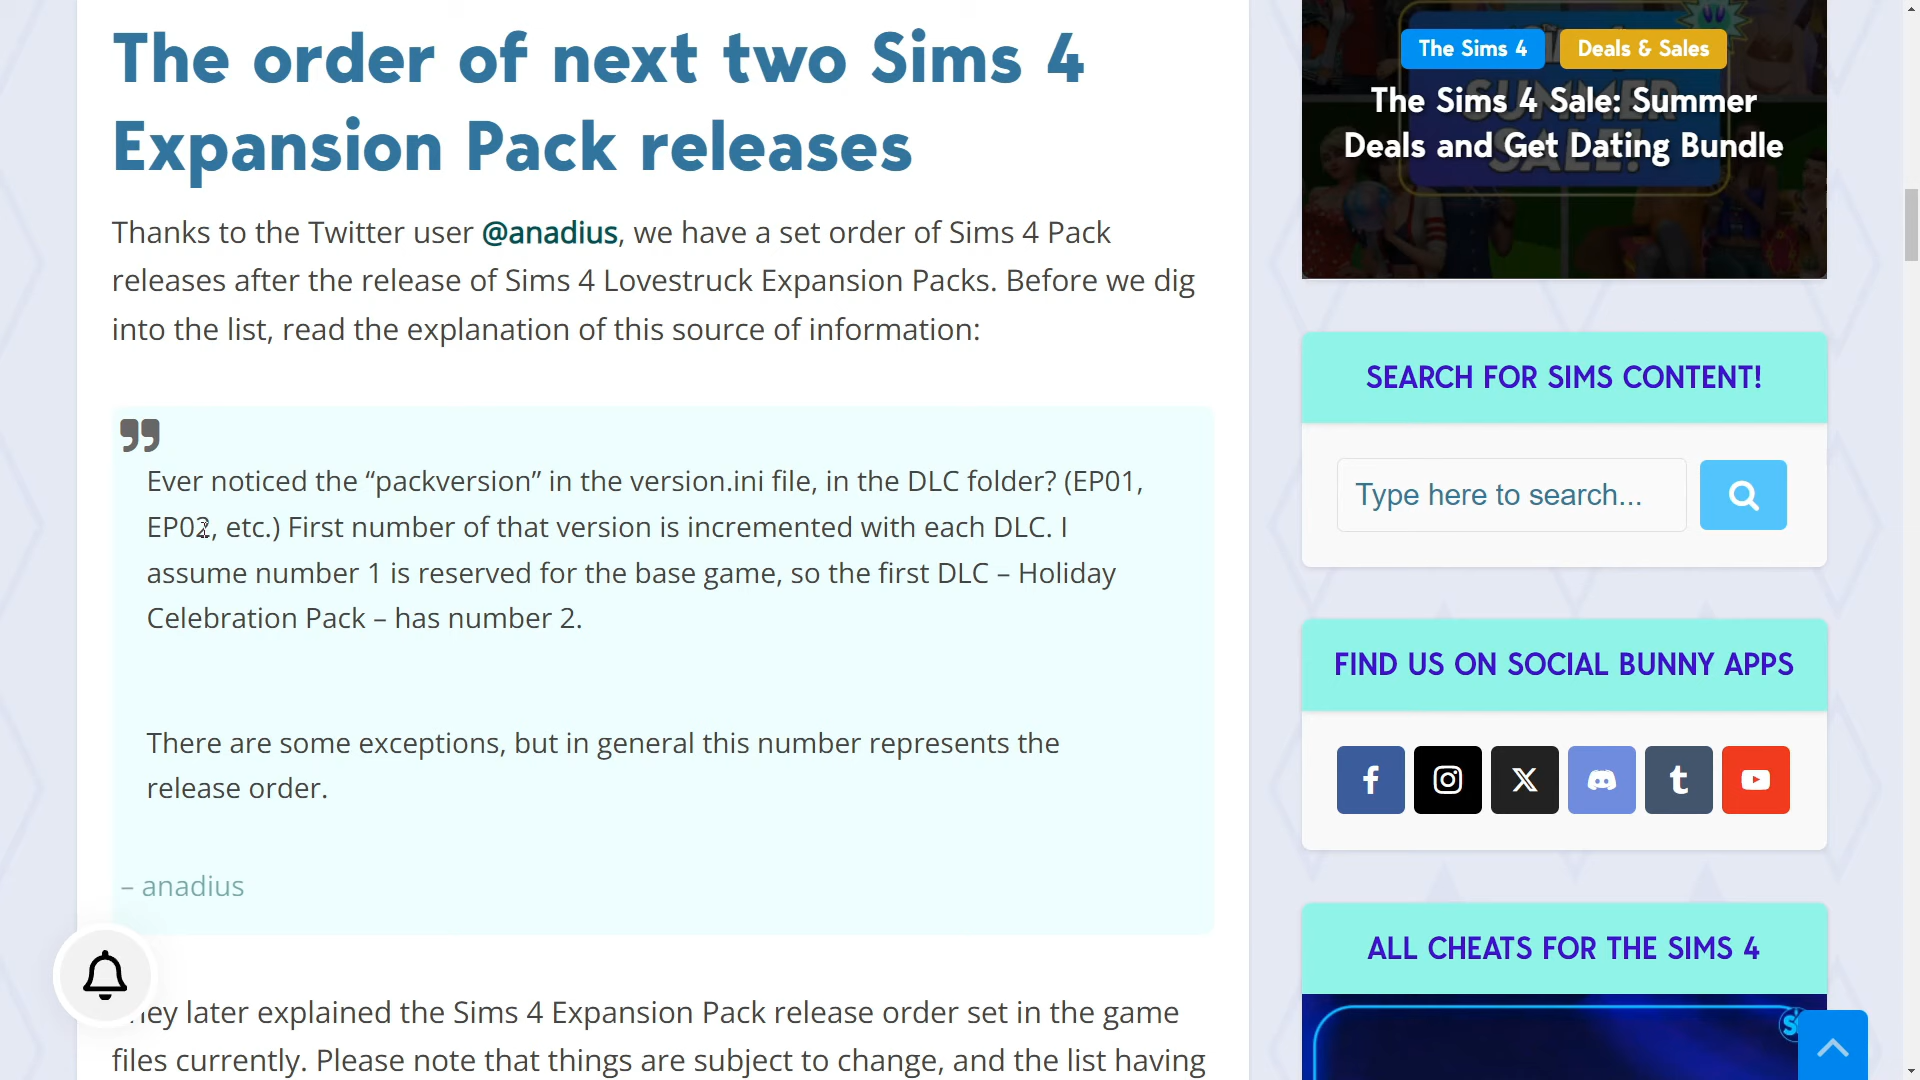 The order of next two Sims 4
Expansion Pack releases
Thanks to the Twitter user @anadius, we have a set order of Sims 4 Pack
releases after the release of Sims 4 Lovestruck Expansion Packs. Before we dig
into the list, read the explanation of this source of information:
Ever noticed the “packversion” in the version.ini file, in the DLC folder? (EP01,
EP02, etc.) First number of that version is incremented with each DLC. I
assume number 1 is reserved for the base game, so the first DLC – Holiday
Celebration Pack – has number 2.
There are some exceptions, but in general this number represents the
release order.
– anadius
later explained the Sims 4 Expansion Pack release order set in the game
files currently. Please note that things are subject to change, and the list having
The Sims 4
Deals & Sales
SUMMER
SALE!
The Sims 4 Sale: Summer
Deals and Get Dating Bundle
SEARCH FOR SIMS CONTENT!
Type here to search...
FIND US ON SOCIAL BUNNY APPS
ALL CHEATS FOR THE SIMS 4